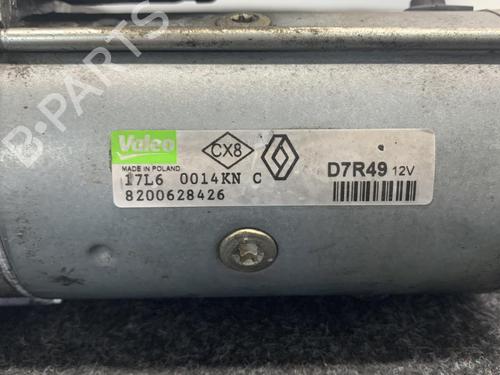 B-PARTS
Valeo
MADE IN POLAND
CX8
D7R49 12V
17L6 0014KN C
8200628426